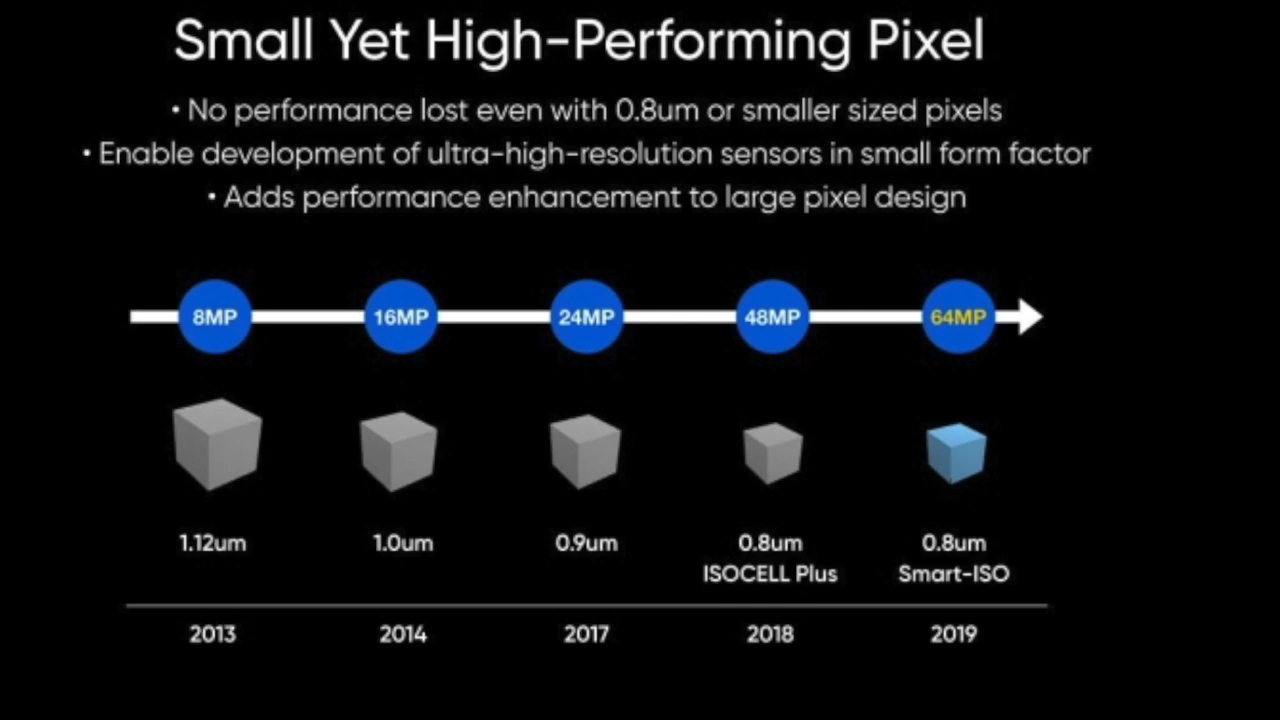 Small Yet High-Performing Pixel
• No performance lost even with 0.8um or smaller sized pixels
• Enable development of ultra-high-resolution sensors in small form factor
• Adds performance enhancement to large pixel design
8MP 16MP 24MP 48MP 64MP
1.12um 1.0um 0.9um 0.8um 0.8um
ISOCELL Plus Smart-ISO
2013 2014 2017 2018 2019